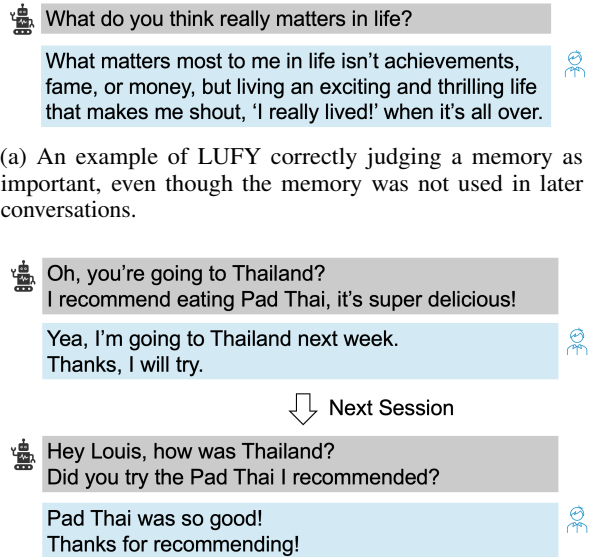 What do you think really matters in life?
What matters most to me in life isn't achievements,
fame, or money, but living an exciting and thrilling life
that makes me shout, 'I really lived!' when it's all over.
(a) An example of LUFY correctly judging a memory as
important, even though the memory was not used in later
conversations.
Oh, you're going to Thailand?
I recommend eating Pad Thai, it's super delicious!
Yea, I'm going to Thailand next week.
Thanks, I will try.
Next Session
Hey Louis, how was Thailand?
Did you try the Pad Thai I recommended?
Pad Thai was so good!
Thanks for recommending!